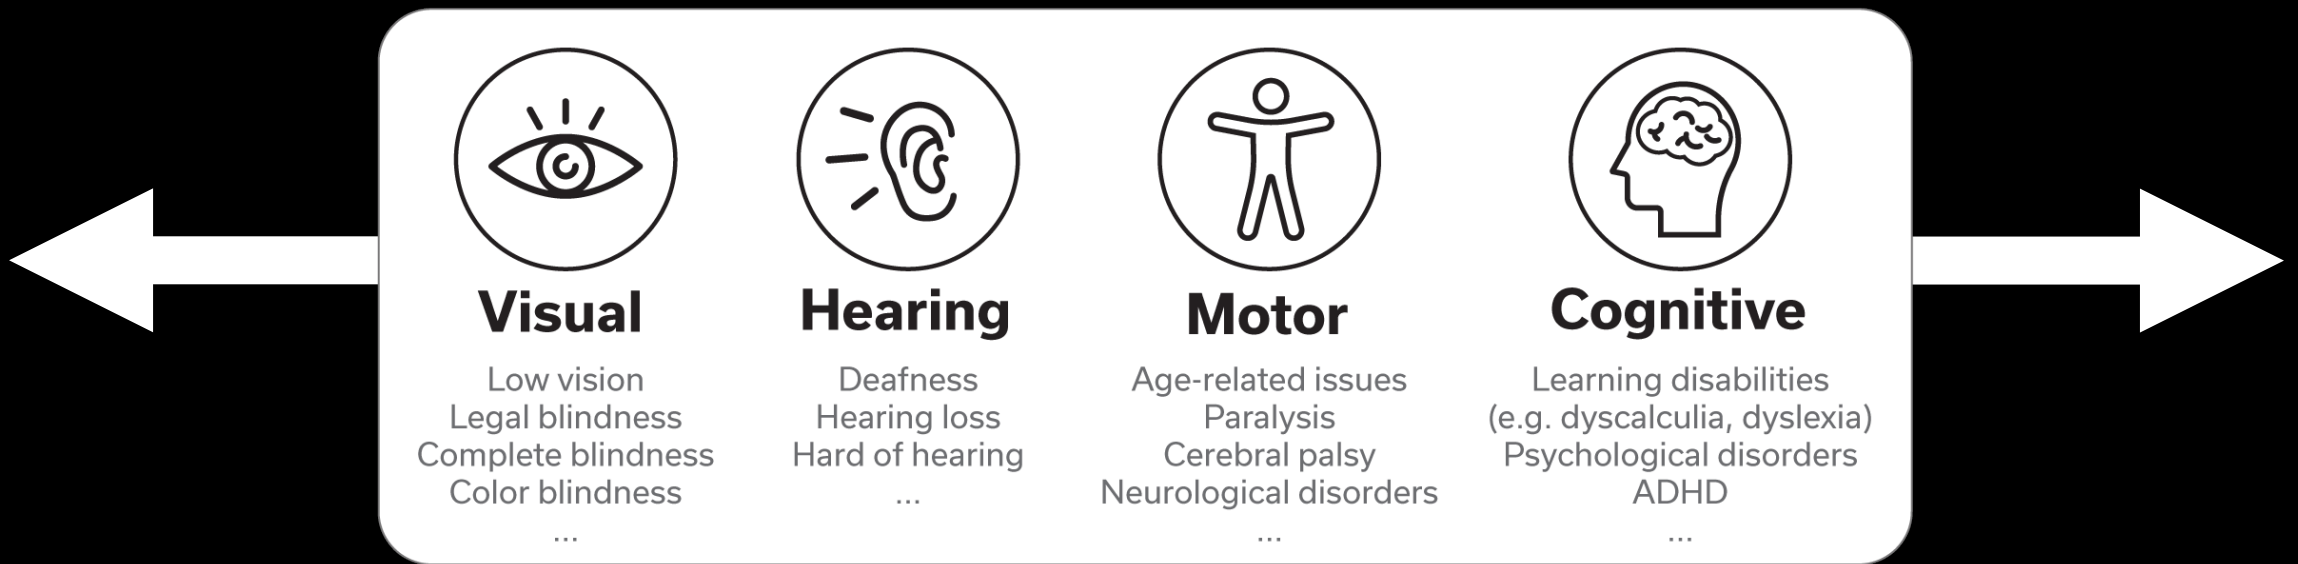 Visual
Low vision
Legal blindness
Complete blindness
Color blindness
...
Hearing
Deafness
Hearing loss
Hard of hearing
...
Motor
Age-related issues
Paralysis
Cerebral palsy
Neurological disorders
...
Cognitive
Learning disabilities
(e.g. dyscalculia, dyslexia)
Psychological disorders
ADHD
...